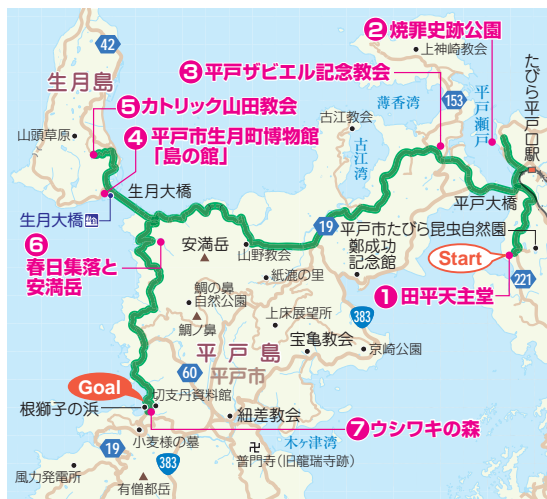 ❷焼罪史跡公園
上神崎教会
42
生月島
❸平戸ザビエル記念教会
153
平戸瀬戸
たびら平戸口駅
薄香湾
❺カトリック山田教会
古江教会
山頭草原
❹平戸市生月町博物館
「島の館」
古江湾
生月大橋
平戸大橋
生月大橋
19
平戸市たびら昆虫自然園
❻
春日集落と
安満岳
安満岳
山野教会
鄭成功
記念館
Start
紙漉の里
221
❶田平天主堂
鯛の鼻
自然公園
上床展望所
383
鯛ノ鼻
平戸島
宝亀教会
京崎公園
60
平戸市
Goal
切支丹資料館
根獅子の浜
紐差教会
❼ウシワキの森
小麦様の墓
木ヶ津湾
19
卍
普門寺(旧龍瑞寺跡)
383
風力発電所
有僧都岳